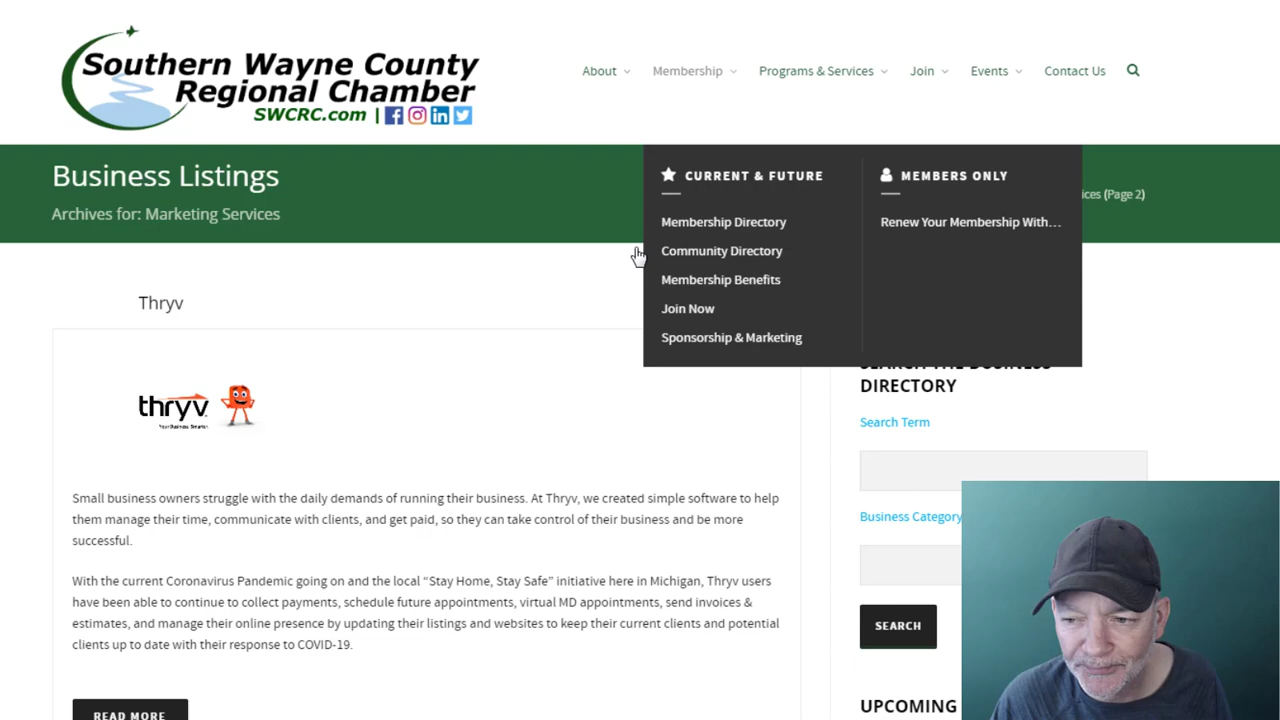 Southern Wayne County
Regional Chamber
SWCRC.com |
About
Membership
Programs & Services
Join
Events
Contact Us
Business Listings
Archives for: Marketing Services
ices (Page 2)
CURRENT & FUTURE
Membership Directory
Community Directory
Membership Benefits
Join Now
Sponsorship & Marketing
MEMBERS ONLY
Renew Your Membership With…
Thryv
thryv
Your Business. Smarter.
Small business owners struggle with the daily demands of running their business. At Thryv, we created simple software to help
them manage their time, communicate with clients, and get paid, so they can take control of their business and be more
successful.
With the current Coronavirus Pandemic going on and the local “Stay Home, Stay Safe” initiative here in Michigan, Thryv users
have been able to continue to collect payments, schedule future appointments, virtual MD appointments, send invoices &
estimates, and manage their online presence by updating their listings and websites to keep their current clients and potential
clients up to date with their response to COVID-19.
READ MORE
SEARCH THE BUSINESS
DIRECTORY
Search Term
Business Category
SEARCH
UPCOMING